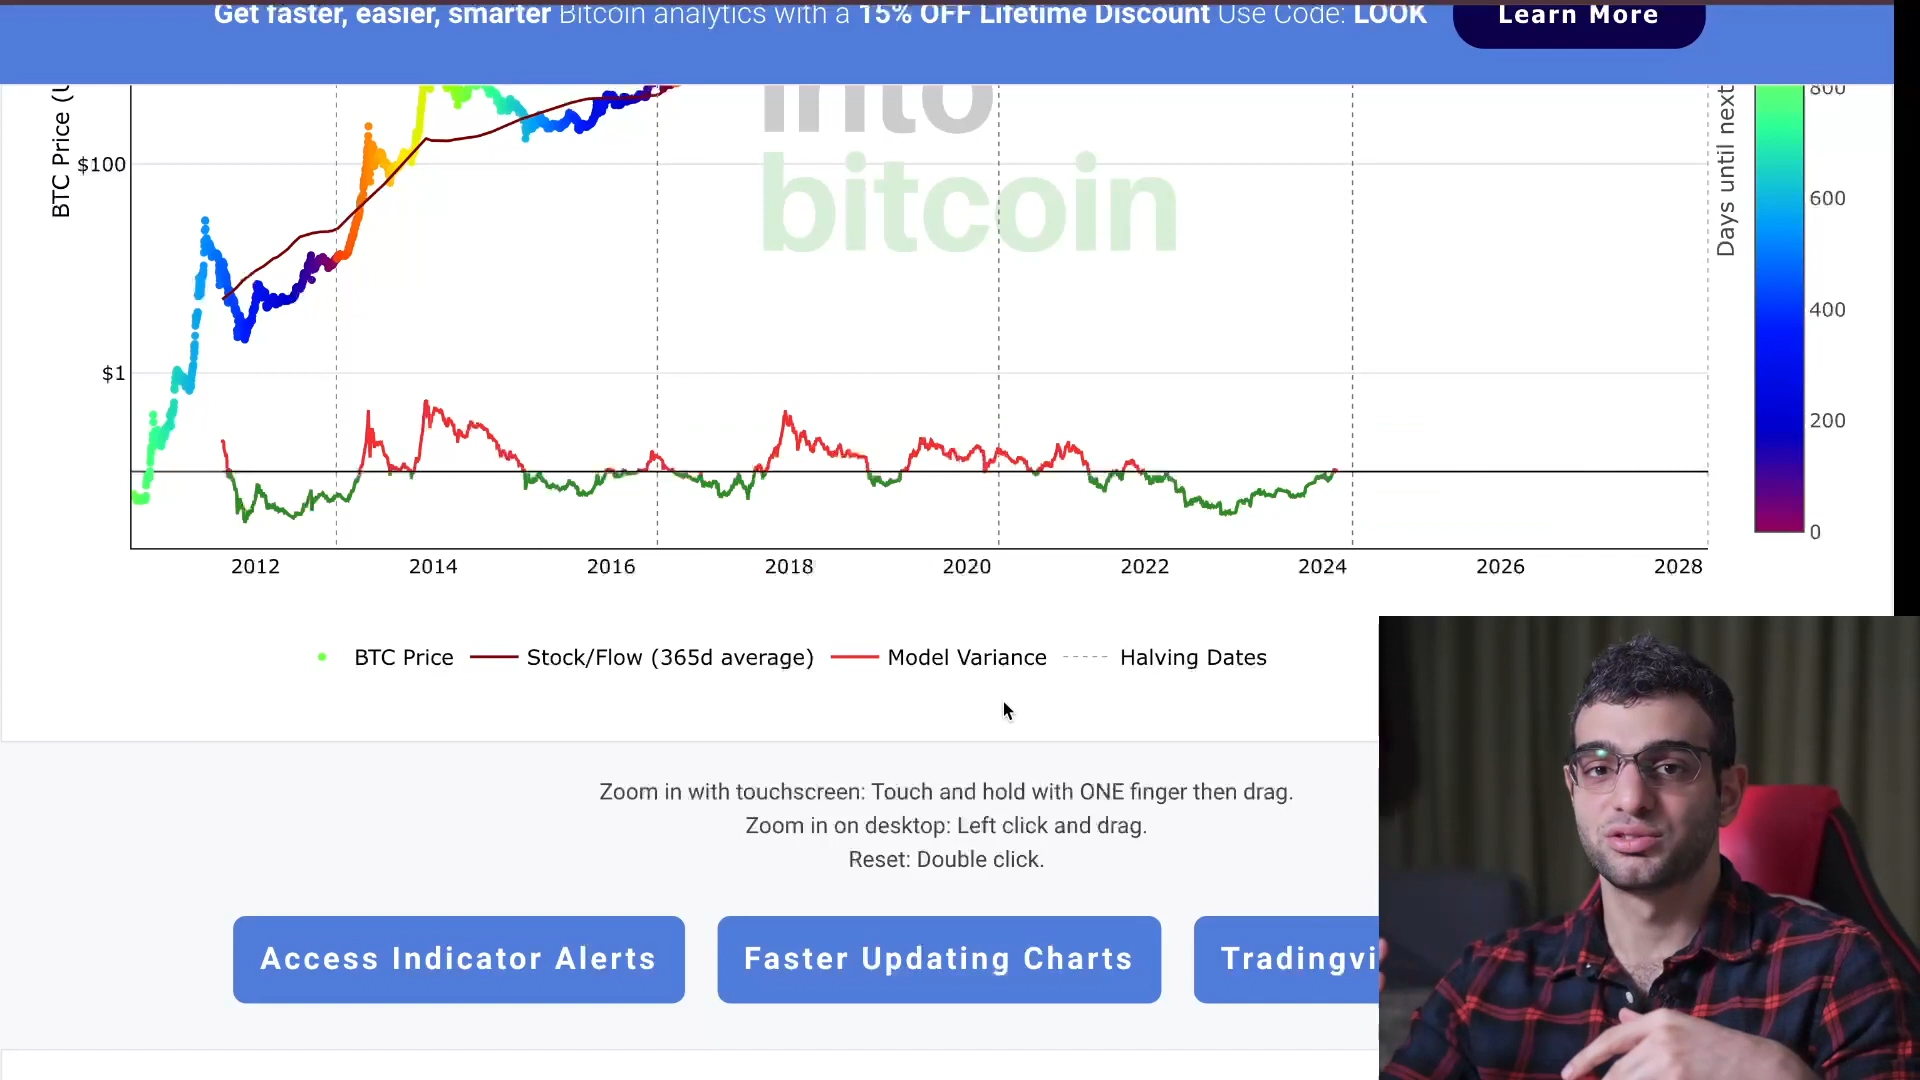 Get faster, easier, smarter Bitcoin analytics with a 15% OFF Lifetime Discount Use Code: LOOK
Learn More
BTC Price (U
$100
$1
into
bitcoin
Days until next
800
600
400
200
0
2012 2014 2016 2018 2020 2022 2024 2026 2028
BTC Price Stock/Flow (365d average) Model Variance Halving Dates
Zoom in with touchscreen: Touch and hold with ONE finger then drag.
Zoom in on desktop: Left click and drag.
Reset: Double click.
Access Indicator Alerts
Faster Updating Charts
Tradingvi